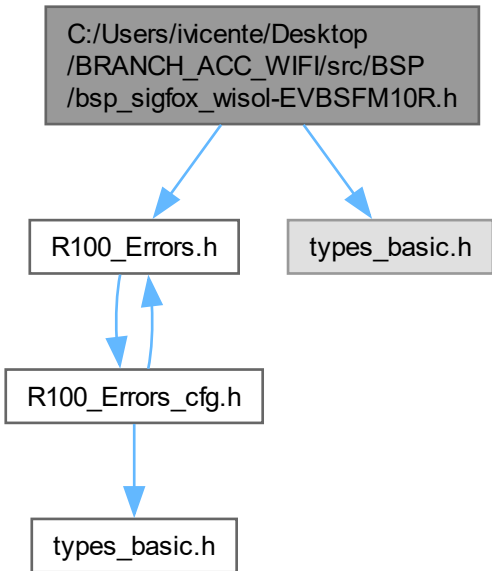 C:/Users/ivicente/Desktop
/BRANCH_ACC_WIFI/src/BSP
/bsp_sigfox_wisol-EVBSFM10R.h
R100_Errors.h
types_basic.h
R100_Errors_cfg.h
types_basic.h